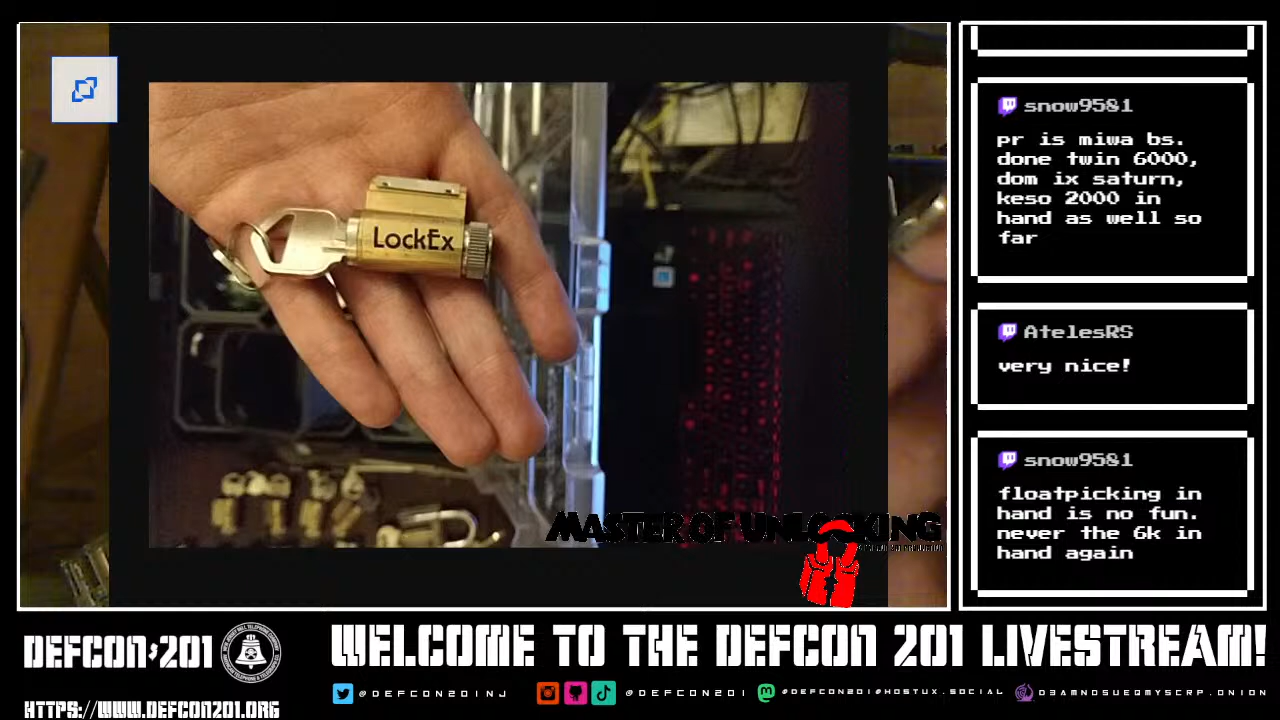 LockEx
MASTER OF UNLOCKING
snow9581
pr is miwa bs.
done twin 6000,
dom ix saturn,
keso 2000 in
hand as well so
far
AtelesRS
very nice!
snow9581
floatpicking in
hand is no fun.
never the 6k in
hand again
DEFCON 201
WELCOME TO THE DEFCON 201 LIVESTREAM!
HTTPS://WWW.DEFCON201.ORG
@DEFCON201NJ
@DEFCON201
@DEFCON201@HOSTUX.SOCIAL